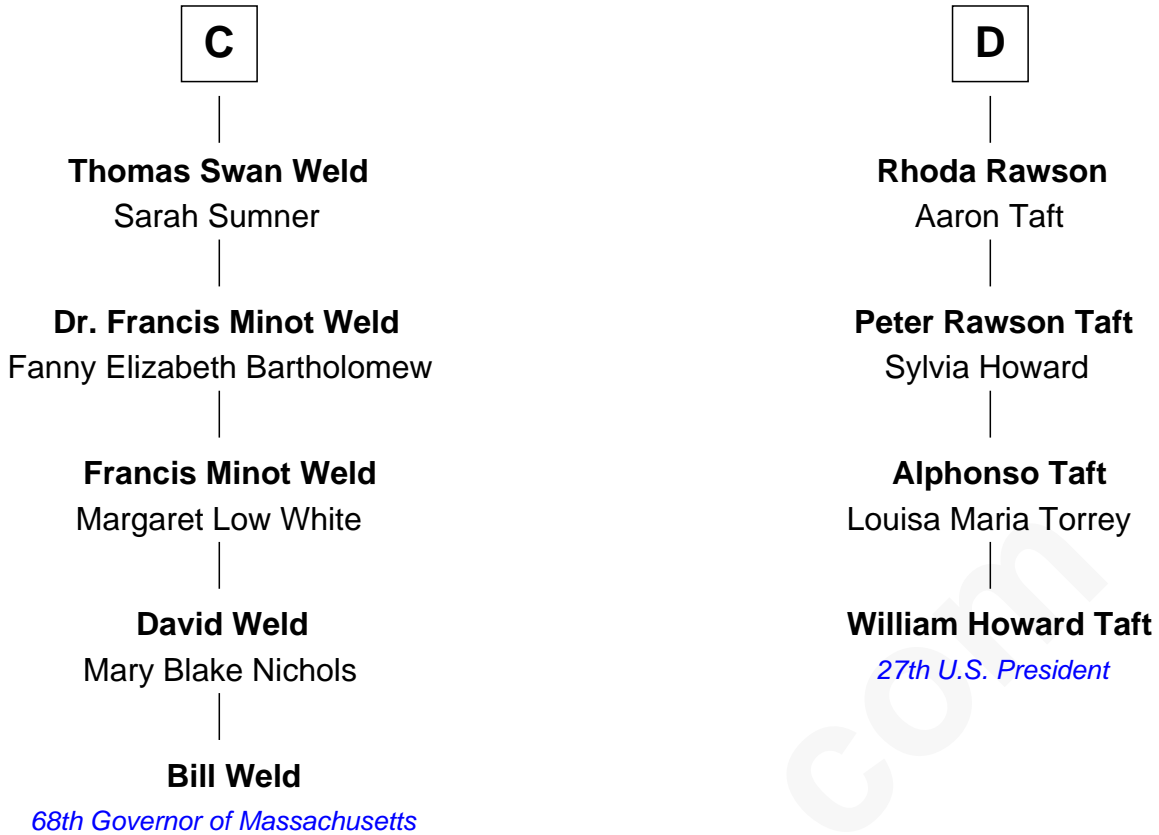 C
Thomas Swan Weld
Sarah Sumner
Dr. Francis Minot Weld
Fanny Elizabeth Bartholomew
Francis Minot Weld
Margaret Low White
David Weld
Mary Blake Nichols
Bill Weld
68th Governor of Massachusetts
D
Rhoda Rawson
Aaron Taft
Peter Rawson Taft
Sylvia Howard
Alphonso Taft
Louisa Maria Torrey
William Howard Taft
27th U.S. President
com